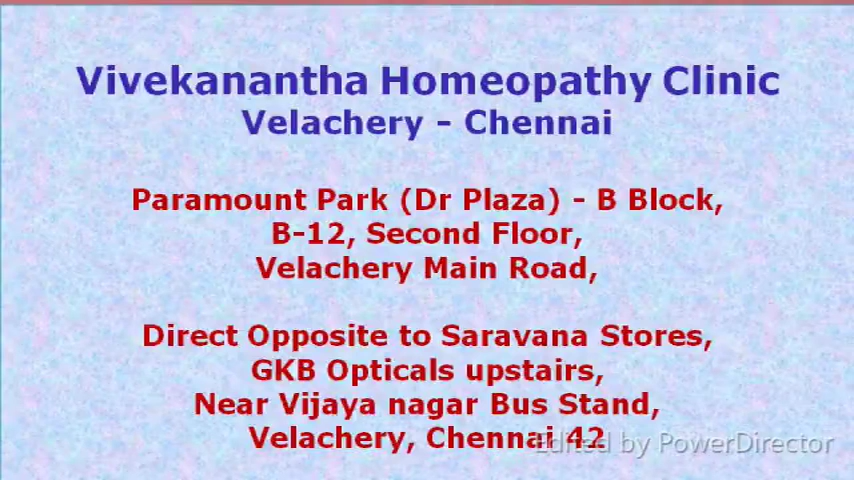 Vivekanantha Homeopathy Clinic
Velachery - Chennai
Paramount Park (Dr Plaza) - B Block,
B-12, Second Floor,
Velachery Main Road,
Direct Opposite to Saravana Stores,
GKB Opticals upstairs,
Near Vijaya nagar Bus Stand,
Velachery, Chennai 42
Edited by PowerDirector